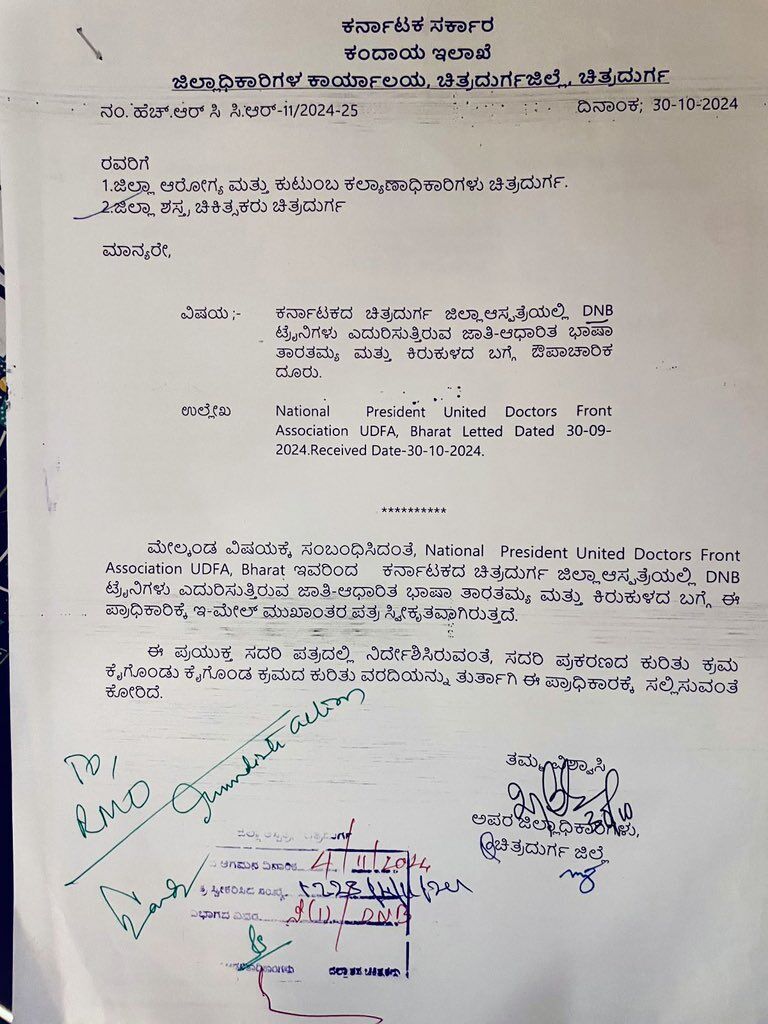 ಕರ್ನಾಟಕ ಸರ್ಕಾರ
ಕಂದಾಯ ಇಲಾಖೆ
ಜಿಲ್ಲಾಧಿಕಾರಿಗಳ ಕಾರ್ಯಾಲಯ, ಚಿತ್ರದುರ್ಗಜಿಲ್ಲೆ, ಚಿತ್ರದುರ್ಗ
ನಂ. ಹೆಚ್.ಆರ್ ಸಿ ಸಿ.ಆರ್-11/2024-25 ದಿನಾಂಕ; 30-10-2024
ರವರಿಗೆ
1.ಜಿಲ್ಲಾ ಆರೋಗ್ಯ ಮತ್ತು ಕುಟುಂಬ ಕಲ್ಯಾಣಾಧಿಕಾರಿಗಳು ಚಿತ್ರದುರ್ಗ.
2.ಜಿಲ್ಲಾ ಶಸ್ತ್ರ ಚಿಕಿತ್ಸಕರು ಚಿತ್ರದುರ್ಗ
ಮಾನ್ಯರೇ,
ವಿಷಯ ;- ಕರ್ನಾಟಕದ ಚಿತ್ರದುರ್ಗ ಜಿಲ್ಲಾಆಸ್ಪತ್ರೆಯಲ್ಲಿ DNB
ಟ್ರೈನಿಗಳು ಎದುರಿಸುತ್ತಿರುವ ಜಾತಿ-ಆಧಾರಿತ ಭಾಷಾ
ತಾರತಮ್ಯ ಮತ್ತು ಕಿರುಕುಳದ ಬಗ್ಗೆ ಔಪಾಚಾರಿಕ
ದೂರು.
ಉಲ್ಲೇಖ National President United Doctors Front
Association UDFA, Bharat Letted Dated 30-09-
2024.Received Date-30-10-2024.
**********
ಮೇಲ್ಕಂಡ ವಿಷಯಕ್ಕೆ ಸಂಬಂಧಿಸಿದಂತೆ, National President United Doctors Front
Association UDFA, Bharat ಇವರಿಂದ ಕರ್ನಾಟಕದ ಚಿತ್ರದುರ್ಗ ಜಿಲ್ಲಾಆಸ್ಪತ್ರೆಯಲ್ಲಿ DNB
ಟ್ರೈನಿಗಳು ಎದುರಿಸುತ್ತಿರುವ ಜಾತಿ-ಆಧಾರಿತ ಭಾಷಾ ತಾರತಮ್ಯ ಮತ್ತು ಕಿರುಕುಳದ ಬಗ್ಗೆ ಈ
ಪ್ರಾಧಿಕಾರಿಕ್ಕೆ ಇ-ಮೇಲ್ ಮುಖಾಂತರ ಪತ್ರ ಸ್ವೀಕೃತವಾಗಿರುತ್ತದೆ.
ಈ ಪ್ರಯುಕ್ತ ಸದರಿ ಪತ್ರದಲ್ಲಿ ನಿರ್ದೇಶಿಸಿರುವಂತೆ, ಸದರಿ ಪ್ರಕರಣದ ಕುರಿತು ಕ್ರಮ
ಕೈಗೊಂಡು ಕೈಗೊಂಡ ಕ್ರಮದ ಕುರಿತು ವರದಿಯನ್ನು ತುರ್ತಾಗಿ ಈ ಪ್ರಾಧಿಕಾರಕ್ಕೆ ಸಲ್ಲಿಸುವಂತೆ
ಕೋರಿದೆ.
To,
RMO
action
ತಮ್ಮ ವಿಶ್ವಾಸಿ
ಅಪರ ಜಿಲ್ಲಾಧಿಕಾರಿಗಳು,
ಚಿತ್ರದುರ್ಗ ಜಿಲ್ಲೆ
ಆಗಮನ ದಿನಾಂಕ 4/11/2024
DNB